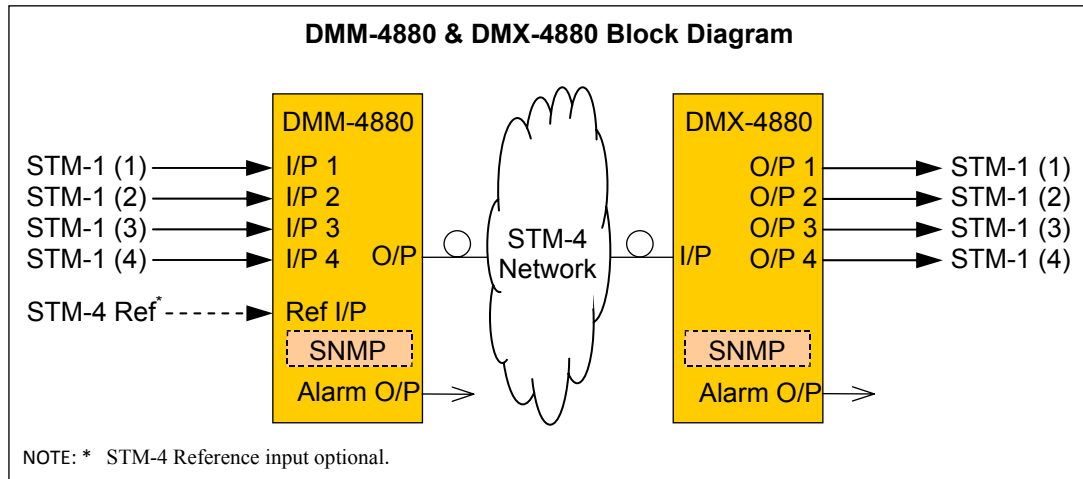 DMM-4880 & DMX-4880 Block Diagram
DMM-4880
DMX-4880
STM-1 (1)
I/P 1
O/P 1
STM-1 (1)
STM-1 (2)
I/P 2
O/P 2
STM-1 (2)
STM-1 (3)
I/P 3
O/P 3
STM-1 (3)
STM-1 (4)
I/P 4
O/P
STM-4
Network
I/P
O/P 4
STM-1 (4)
STM-4 Ref*
Ref I/P
SNMP
SNMP
Alarm O/P
Alarm O/P
NOTE: * STM-4 Reference input optional.